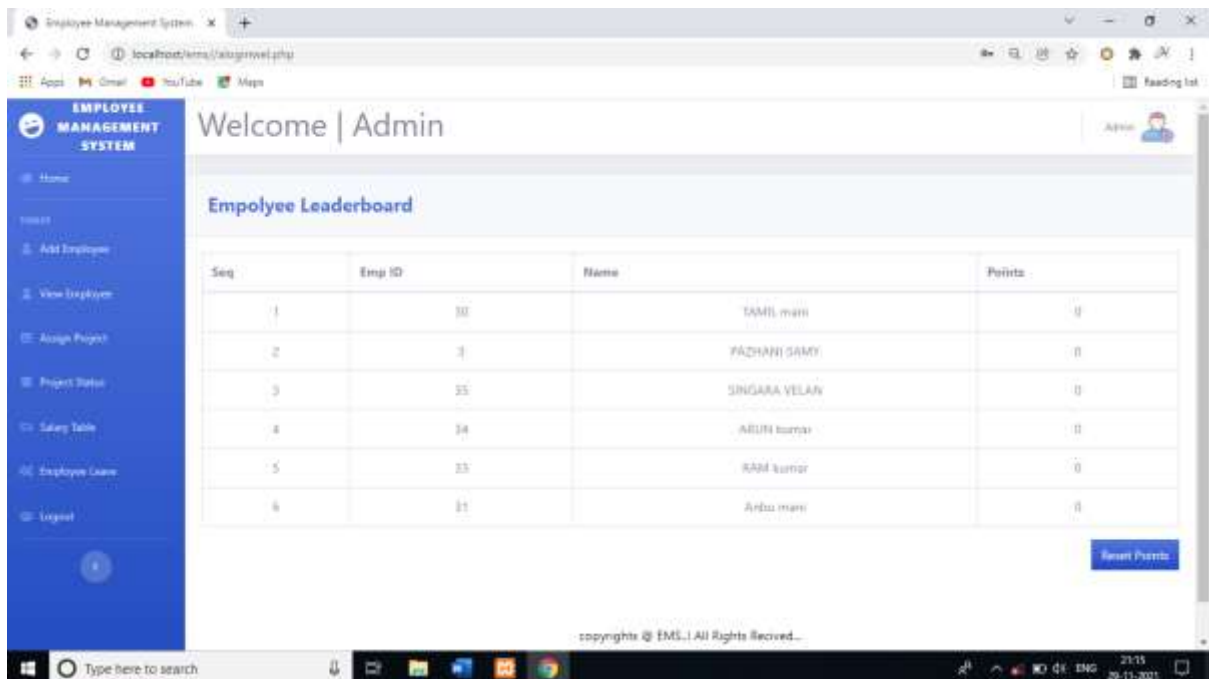 Employee Management System
localhost/ems//aloginwel.php
Apps Gmail YouTube Maps
Reading list
EMPLOYEE
MANAGEMENT
SYSTEM
Welcome | Admin
Admin
Home
Add Employee
View Employee
Assign Project
Project Status
Salary Table
Employee Leave
Logout
Empolyee Leaderboard
Seq Emp ID Name Points
1 TAMIL mani 0
2 3 PAZHANI SAMY 0
3 35 SINGARA VELAN 0
4 34 ARUN kumar 0
5 33 RAM kumar 0
6 31 Anbu mani 0
Reset Points
copyrights @ EMS..! All Rights Recived...
Type here to search
ENG
21:15
29-11-2021